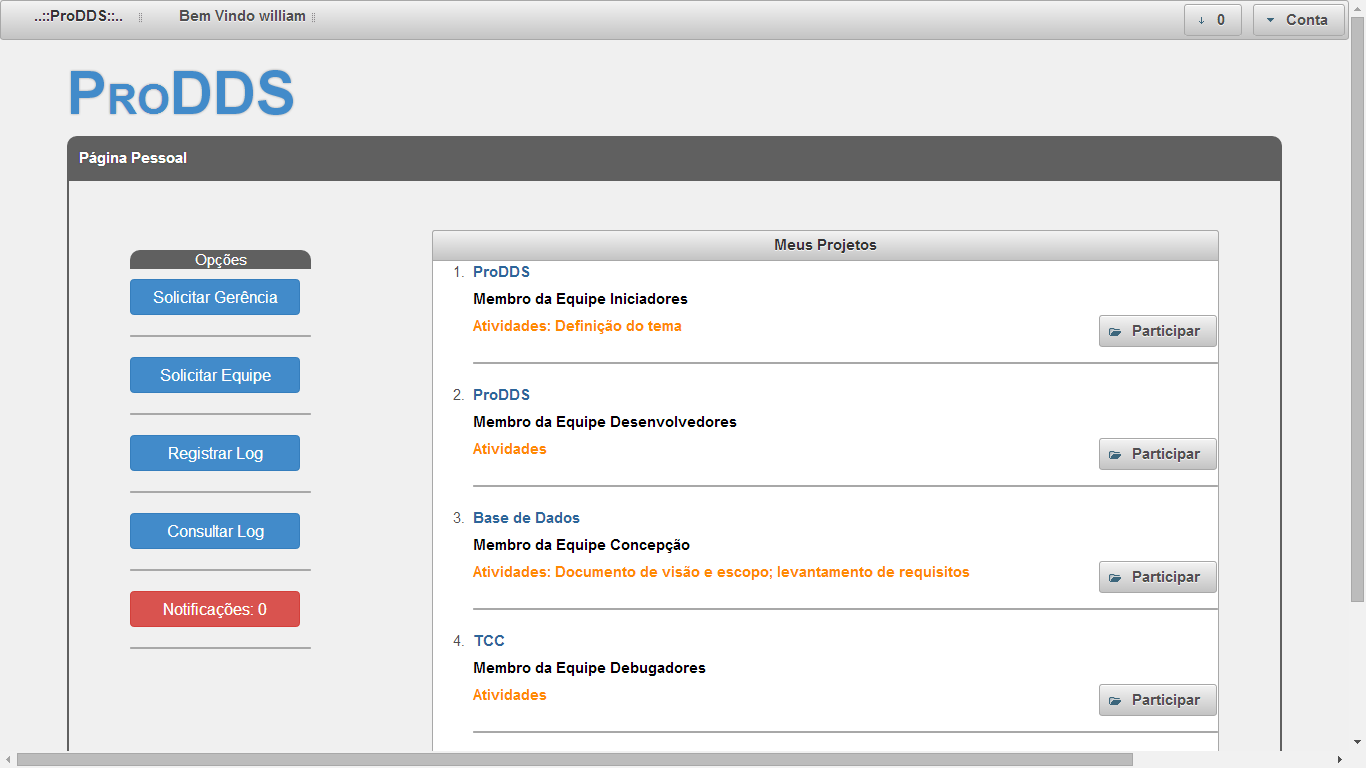 ..::ProDDS::..
Bem Vindo william
0
Conta
ProDDS
Página Pessoal
Opções
Solicitar Gerência
Solicitar Equipe
Registrar Log
Consultar Log
Notificações: 0
Meus Projetos
1. ProDDS
Membro da Equipe Iniciadores
Atividades: Definição do tema
Participar
2. ProDDS
Membro da Equipe Desenvolvedores
Atividades
Participar
3. Base de Dados
Membro da Equipe Concepção
Atividades: Documento de visão e escopo; levantamento de requisitos
Participar
4. TCC
Membro da Equipe Debugadores
Atividades
Participar